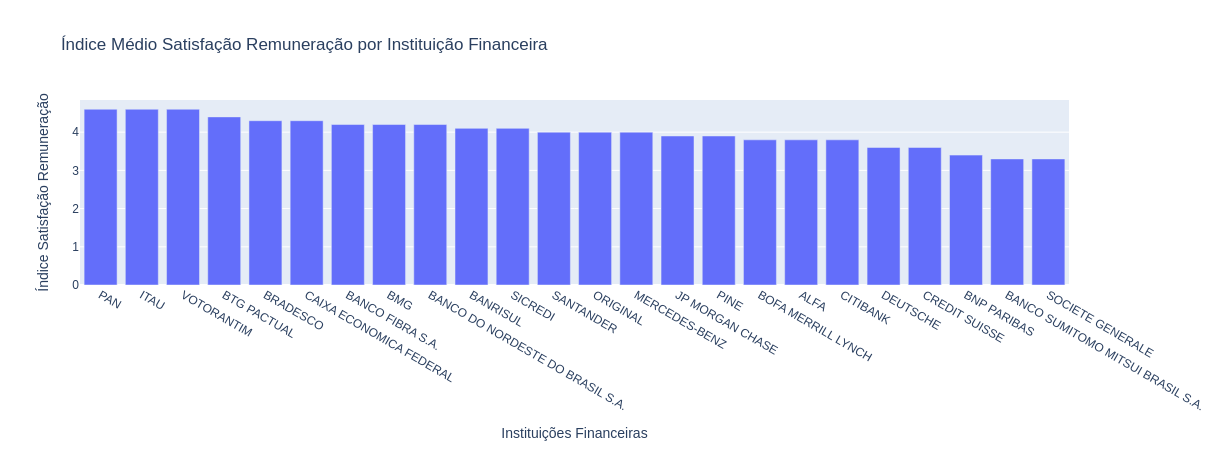 Índice Médio Satisfação Remuneração por Instituição Financeira
Índice Satisfação Remuneração
4
3
2
1
0
PAN
ITAU
VOTORANTIM
BTG PACTUAL
BRADESCO
CAIXA ECONOMICA FEDERAL
BANCO FIBRA S.A.
BMG
BANCO DO NORDESTE DO BRASIL S.A.
BANRISUL
SICREDI
SANTANDER
ORIGINAL
MERCEDES-BENZ
JP MORGAN CHASE
PINE
BOFA MERRILL LYNCH
ALFA
CITIBANK
DEUTSCHE
CREDIT SUISSE
BNP PARIBAS
BANCO SUMITOMO MITSUI BRASIL S.A.
SOCIETE GENERALE
Instituições Financeiras